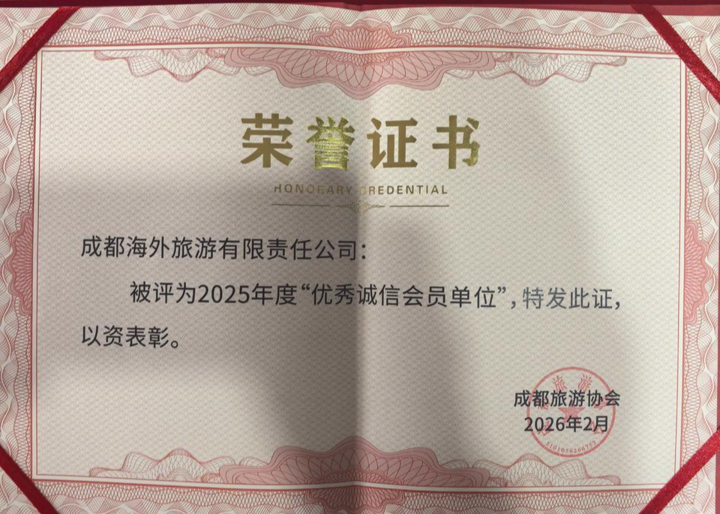 荣誉证书
HONORARY CREDENTIAL
成都海外旅游有限责任公司：
被评为2025年度“优秀诚信会员单位”，特发此证，
以资表彰。
成都旅游协会
2026年2月